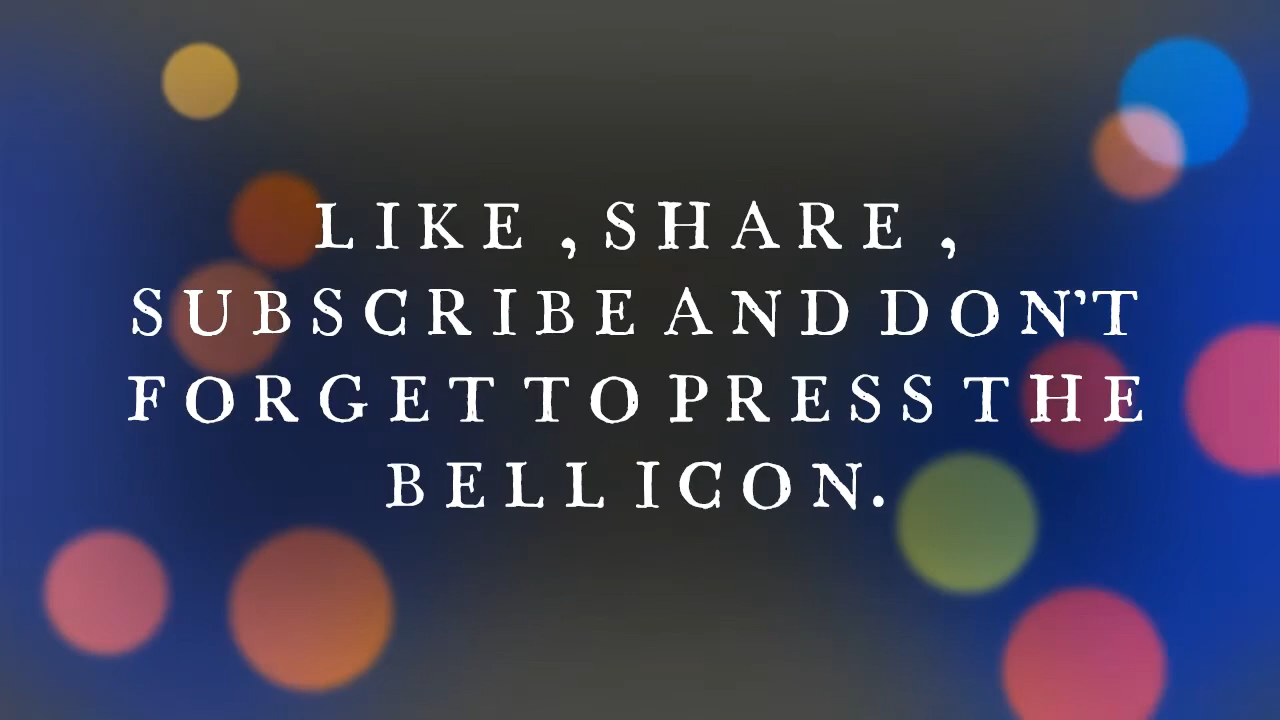 LIKE , SHARE ,
SUBSCRIBE AND DON'T
FORGET TO PRESS THE
BELL ICON.